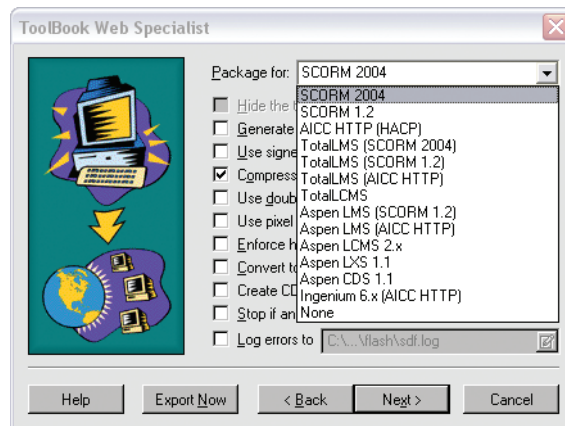 ToolBook Web Specialist
Package for: SCORM 2004
SCORM 2004
SCORM 1.2
AICC HTTP (HACP)
TotalLMS (SCORM 2004)
TotalLMS (SCORM 1.2)
TotalLMS (AICC HTTP)
TotalLCMS
Aspen LMS (SCORM 1.2)
Aspen LMS (AICC HTTP)
Aspen LCMS 2.x
Aspen LXS 1.1
Aspen CDS 1.1
Ingenium 6.x (AICC HTTP)
None
Hide the
Generate
Use signe
Compress
Use doub
Use pixel
Enforce h
Convert to
Create CD
Stop if an
Log errors to C:\...\flash\sdf.log
Help Export Now < Back Next > Cancel